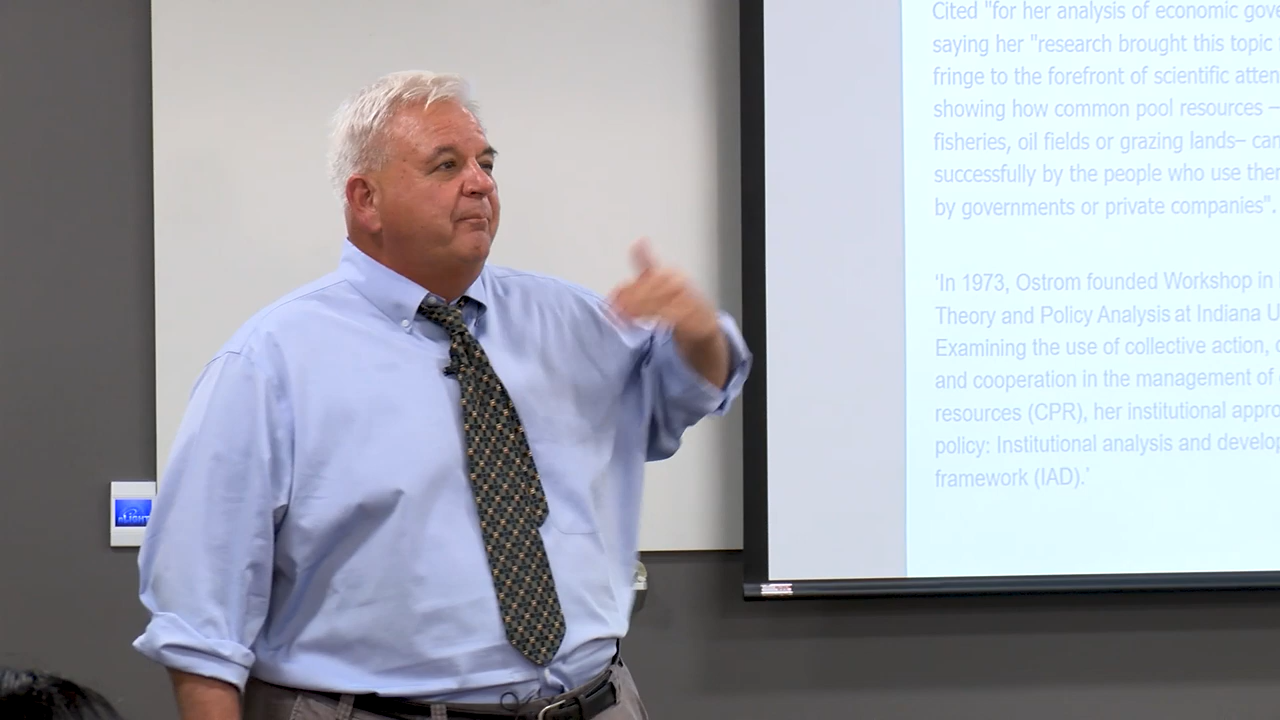 Cited "for her analysis of economic gove
saying her "research brought this topic
fringe to the forefront of scientific atten
showing how common pool resources –
fisheries, oil fields or grazing lands– can
successfully by the people who use ther
by governments or private companies".
'In 1973, Ostrom founded Workshop in
Theory and Policy Analysis at Indiana U
Examining the use of collective action,
and cooperation in the management of
resources (CPR), her institutional appro
policy: Institutional analysis and develop
framework (IAD).'
eLIGHT